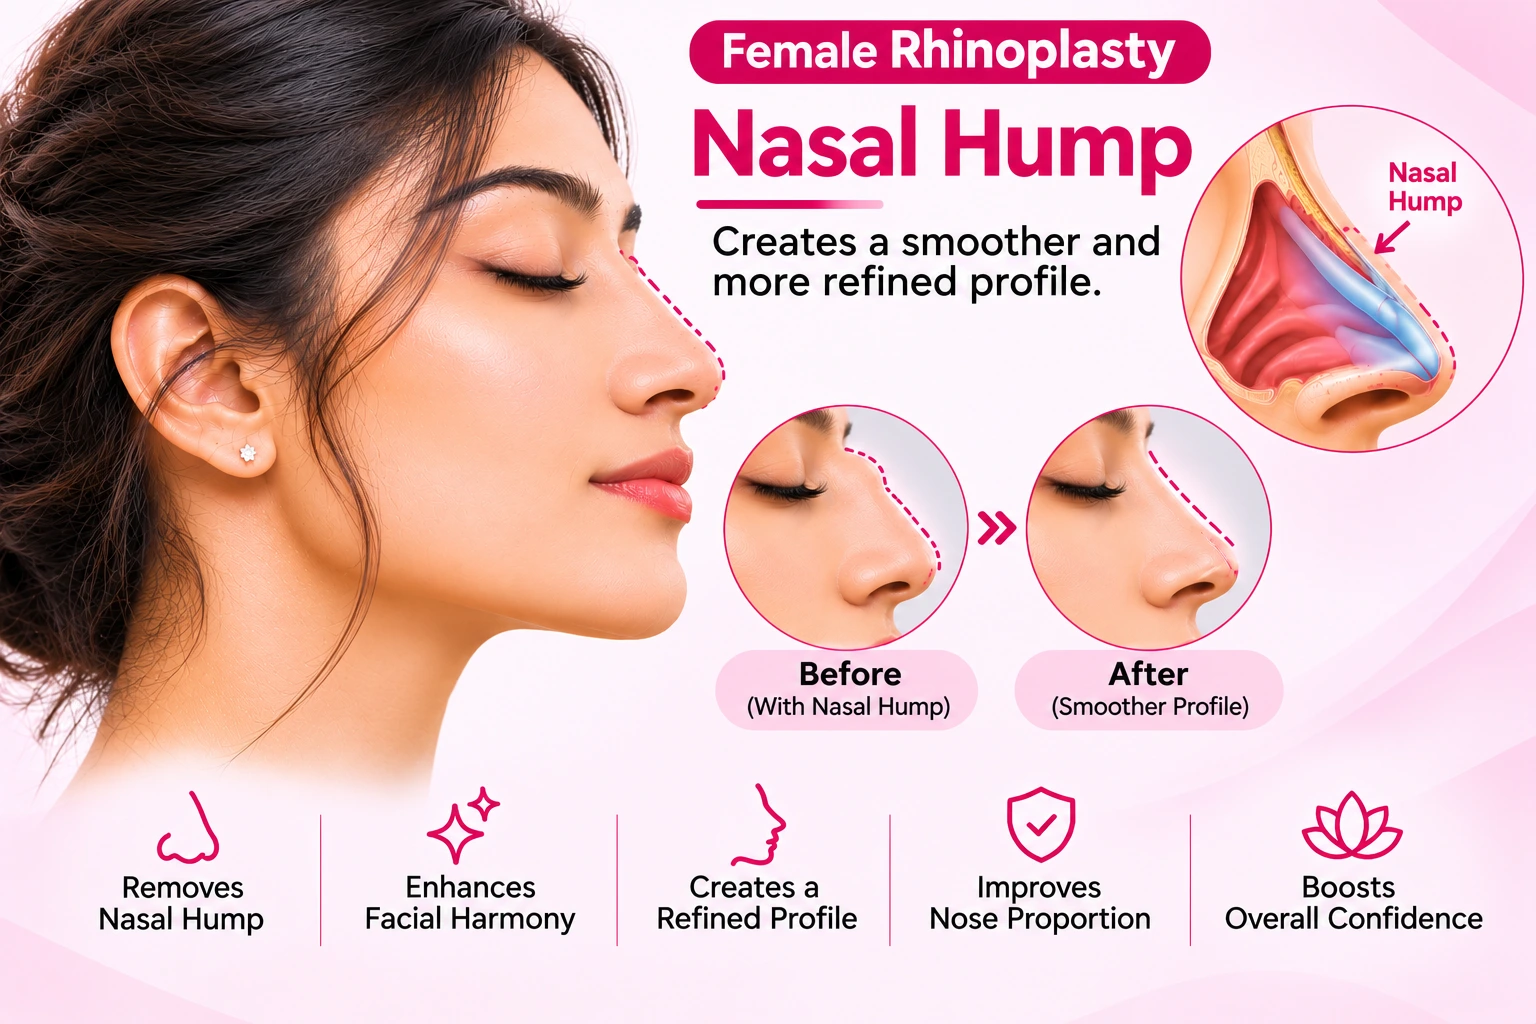 Female Rhinoplasty
Nasal Hump
Creates a smoother and
more refined profile.
Nasal
Hump
Before
(With Nasal Hump)
After
(Smoother Profile)
Removes
Nasal Hump
Enhances
Facial Harmony
Creates a
Refined Profile
Improves
Nose Proportion
Boosts
Overall Confidence